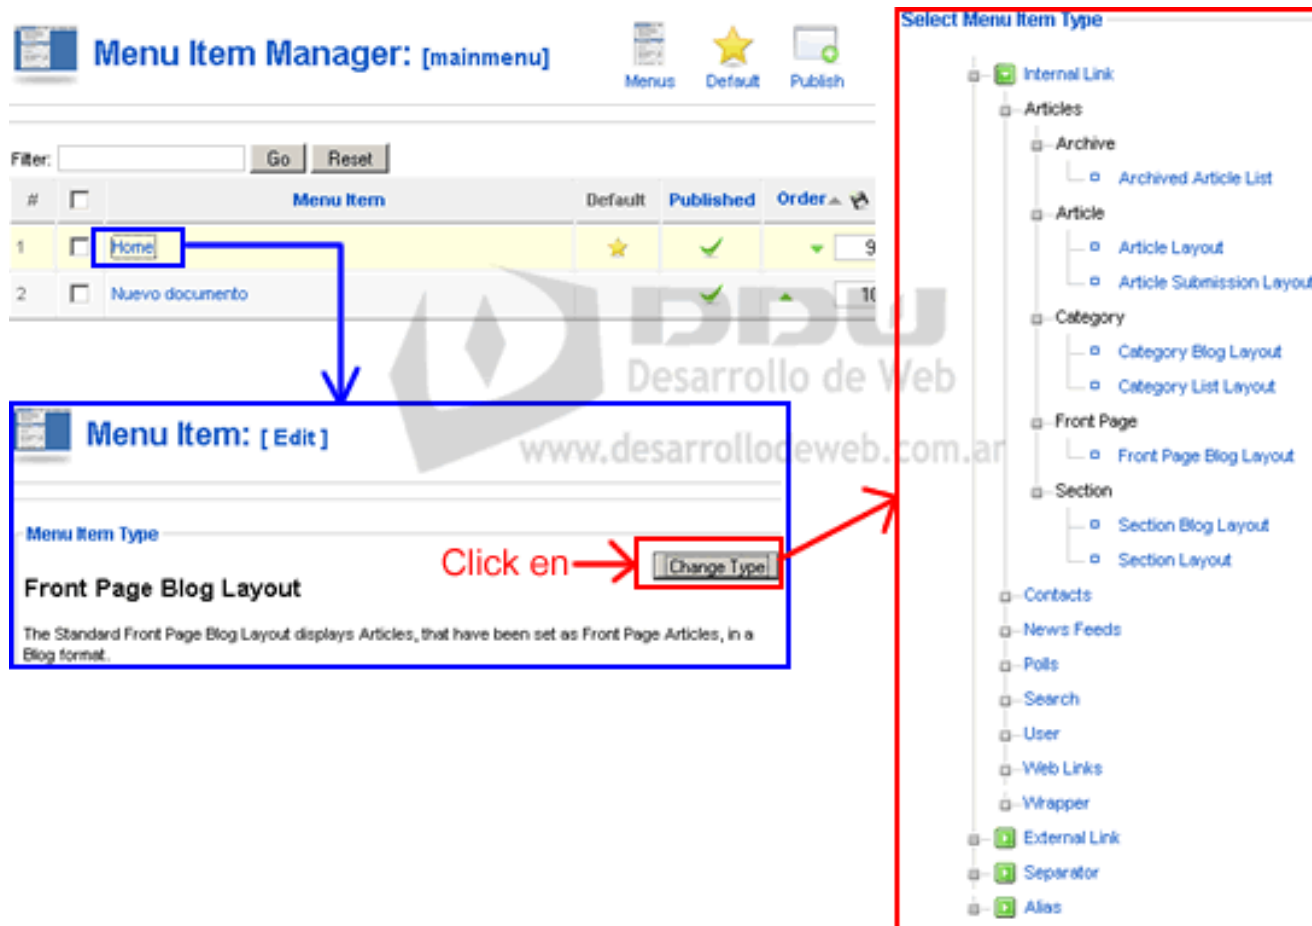 Menu Item Manager: [mainmenu]
Menus Default Publish
Filter: Go Reset
# Menu Item Default Published Order
1 Home 9
2 Nuevo documento 10
DDW
Desarrollo de Web
www.desarrollodeweb.com.ar
Menu Item: [ Edit ]
Menu Item Type
Click en Change Type
Front Page Blog Layout
The Standard Front Page Blog Layout displays Articles, that have been set as Front Page Articles, in a
Blog format.
Select Menu Item Type
Internal Link
Articles
Archive
Archived Article List
Article
Article Layout
Article Submission Layout
Category
Category Blog Layout
Category List Layout
Front Page
Front Page Blog Layout
Section
Section Blog Layout
Section Layout
Contacts
News Feeds
Polls
Search
User
Web Links
Wrapper
External Link
Separator
Alias